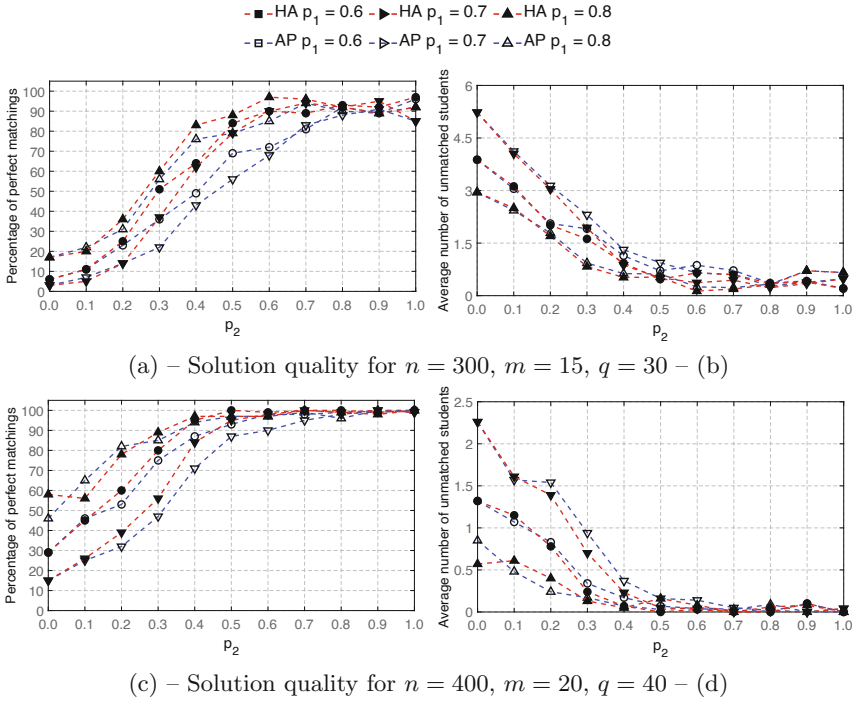 HA p1 = 0.6 HA p1 = 0.7 HA p1 = 0.8
AP p1 = 0.6 AP p1 = 0.7 AP p1 = 0.8
Percentage of perfect matchings
100
90
80
70
60
50
40
30
20
10
0
0.0 0.1 0.2 0.3 0.4 0.5 0.6 0.7 0.8 0.9 1.0
p2
Average number of unmatched students
6
4.5
3
1.5
0
0.0 0.1 0.2 0.3 0.4 0.5 0.6 0.7 0.8 0.9 1.0
p2
(a) – Solution quality for n = 300, m = 15, q = 30 – (b)
Percentage of perfect matchings
100
90
80
70
60
50
40
30
20
10
0
0.0 0.1 0.2 0.3 0.4 0.5 0.6 0.7 0.8 0.9 1.0
p2
Average number of unmatched students
2.5
2
1.5
1
0.5
0
0.0 0.1 0.2 0.3 0.4 0.5 0.6 0.7 0.8 0.9 1.0
p2
(c) – Solution quality for n = 400, m = 20, q = 40 – (d)